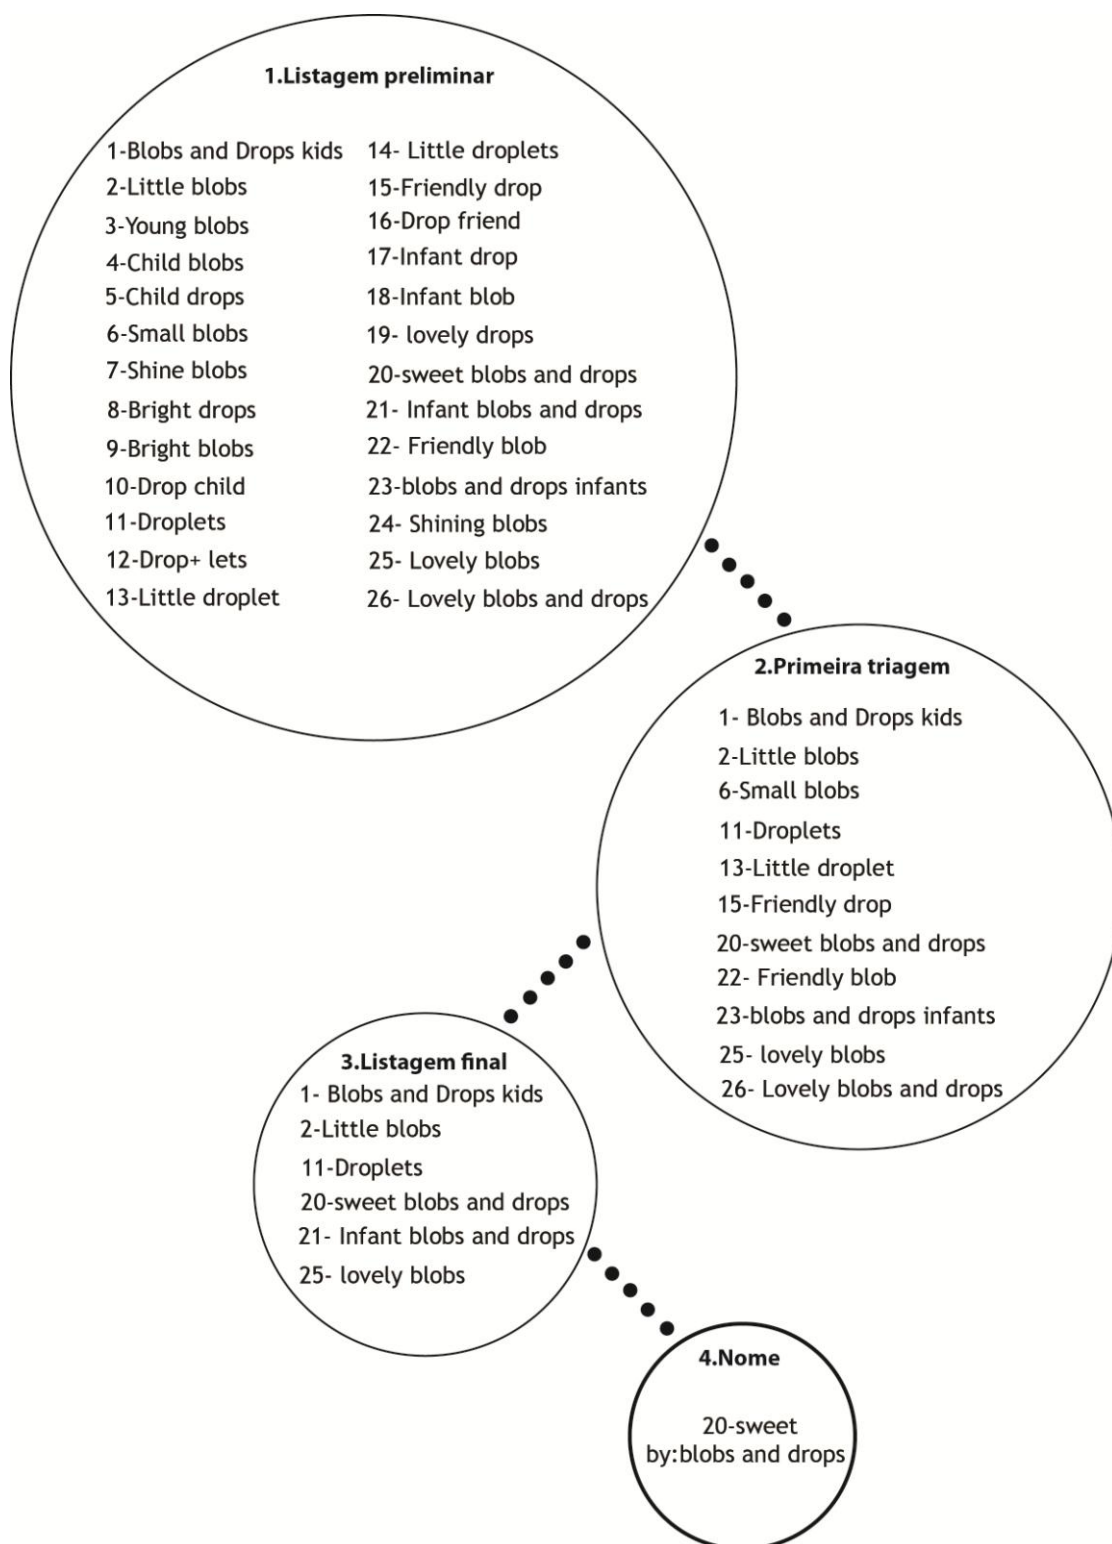 1.Listagem preliminar
1-Blobs and Drops kids
2-Little blobs
3-Young blobs
4-Child blobs
5-Child drops
6-Small blobs
7-Shine blobs
8-Bright drops
9-Bright blobs
10-Drop child
11-Droplets
12-Drop+ lets
13-Little droplet
14- Little droplets
15-Friendly drop
16-Drop friend
17-Infant drop
18-Infant blob
19- lovely drops
20-sweet blobs and drops
21- Infant blobs and drops
22- Friendly blob
23-blobs and drops infants
24- Shining blobs
25- Lovely blobs
26- Lovely blobs and drops
2.Primeira triagem
1- Blobs and Drops kids
2-Little blobs
6-Small blobs
11-Droplets
13-Little droplet
15-Friendly drop
20-sweet blobs and drops
22- Friendly blob
23-blobs and drops infants
25- lovely blobs
26- Lovely blobs and drops
3.Listagem final
1- Blobs and Drops kids
2-Little blobs
11-Droplets
20-sweet blobs and drops
21- Infant blobs and drops
25- lovely blobs
4.Nome
20-sweet
by:blobs and drops